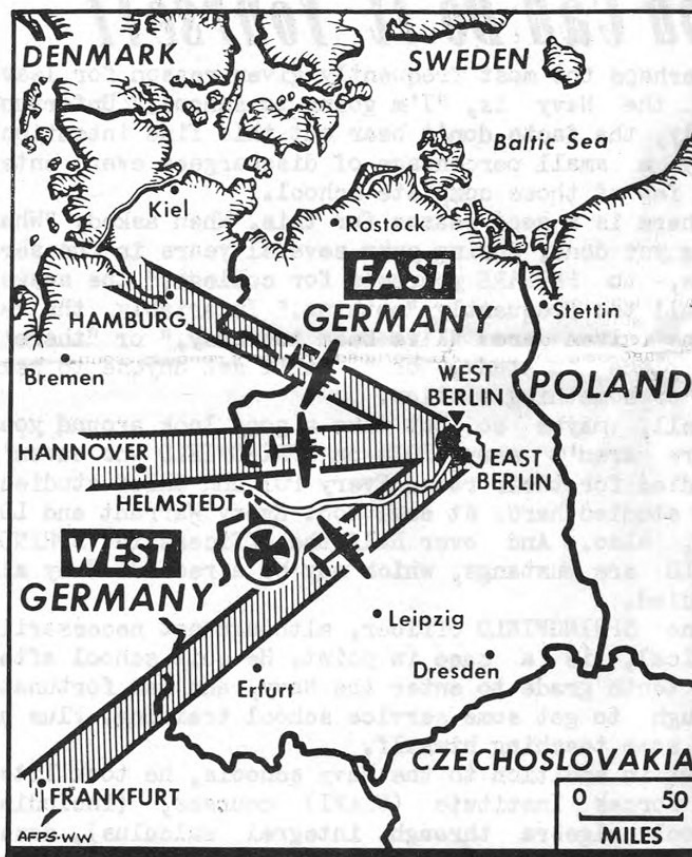 DENMARK
SWEDEN
Baltic Sea
Kiel
Rostock
EAST
GERMANY
HAMBURG
Stettin
Bremen
WEST
BERLIN
POLAND
HANNOVER
EAST
BERLIN
HELMSTEDT
WEST
GERMANY
Leipzig
Dresden
Erfurt
CZECHOSLOVAKIA
FRANKFURT
0 50
MILES
AFPS-WW